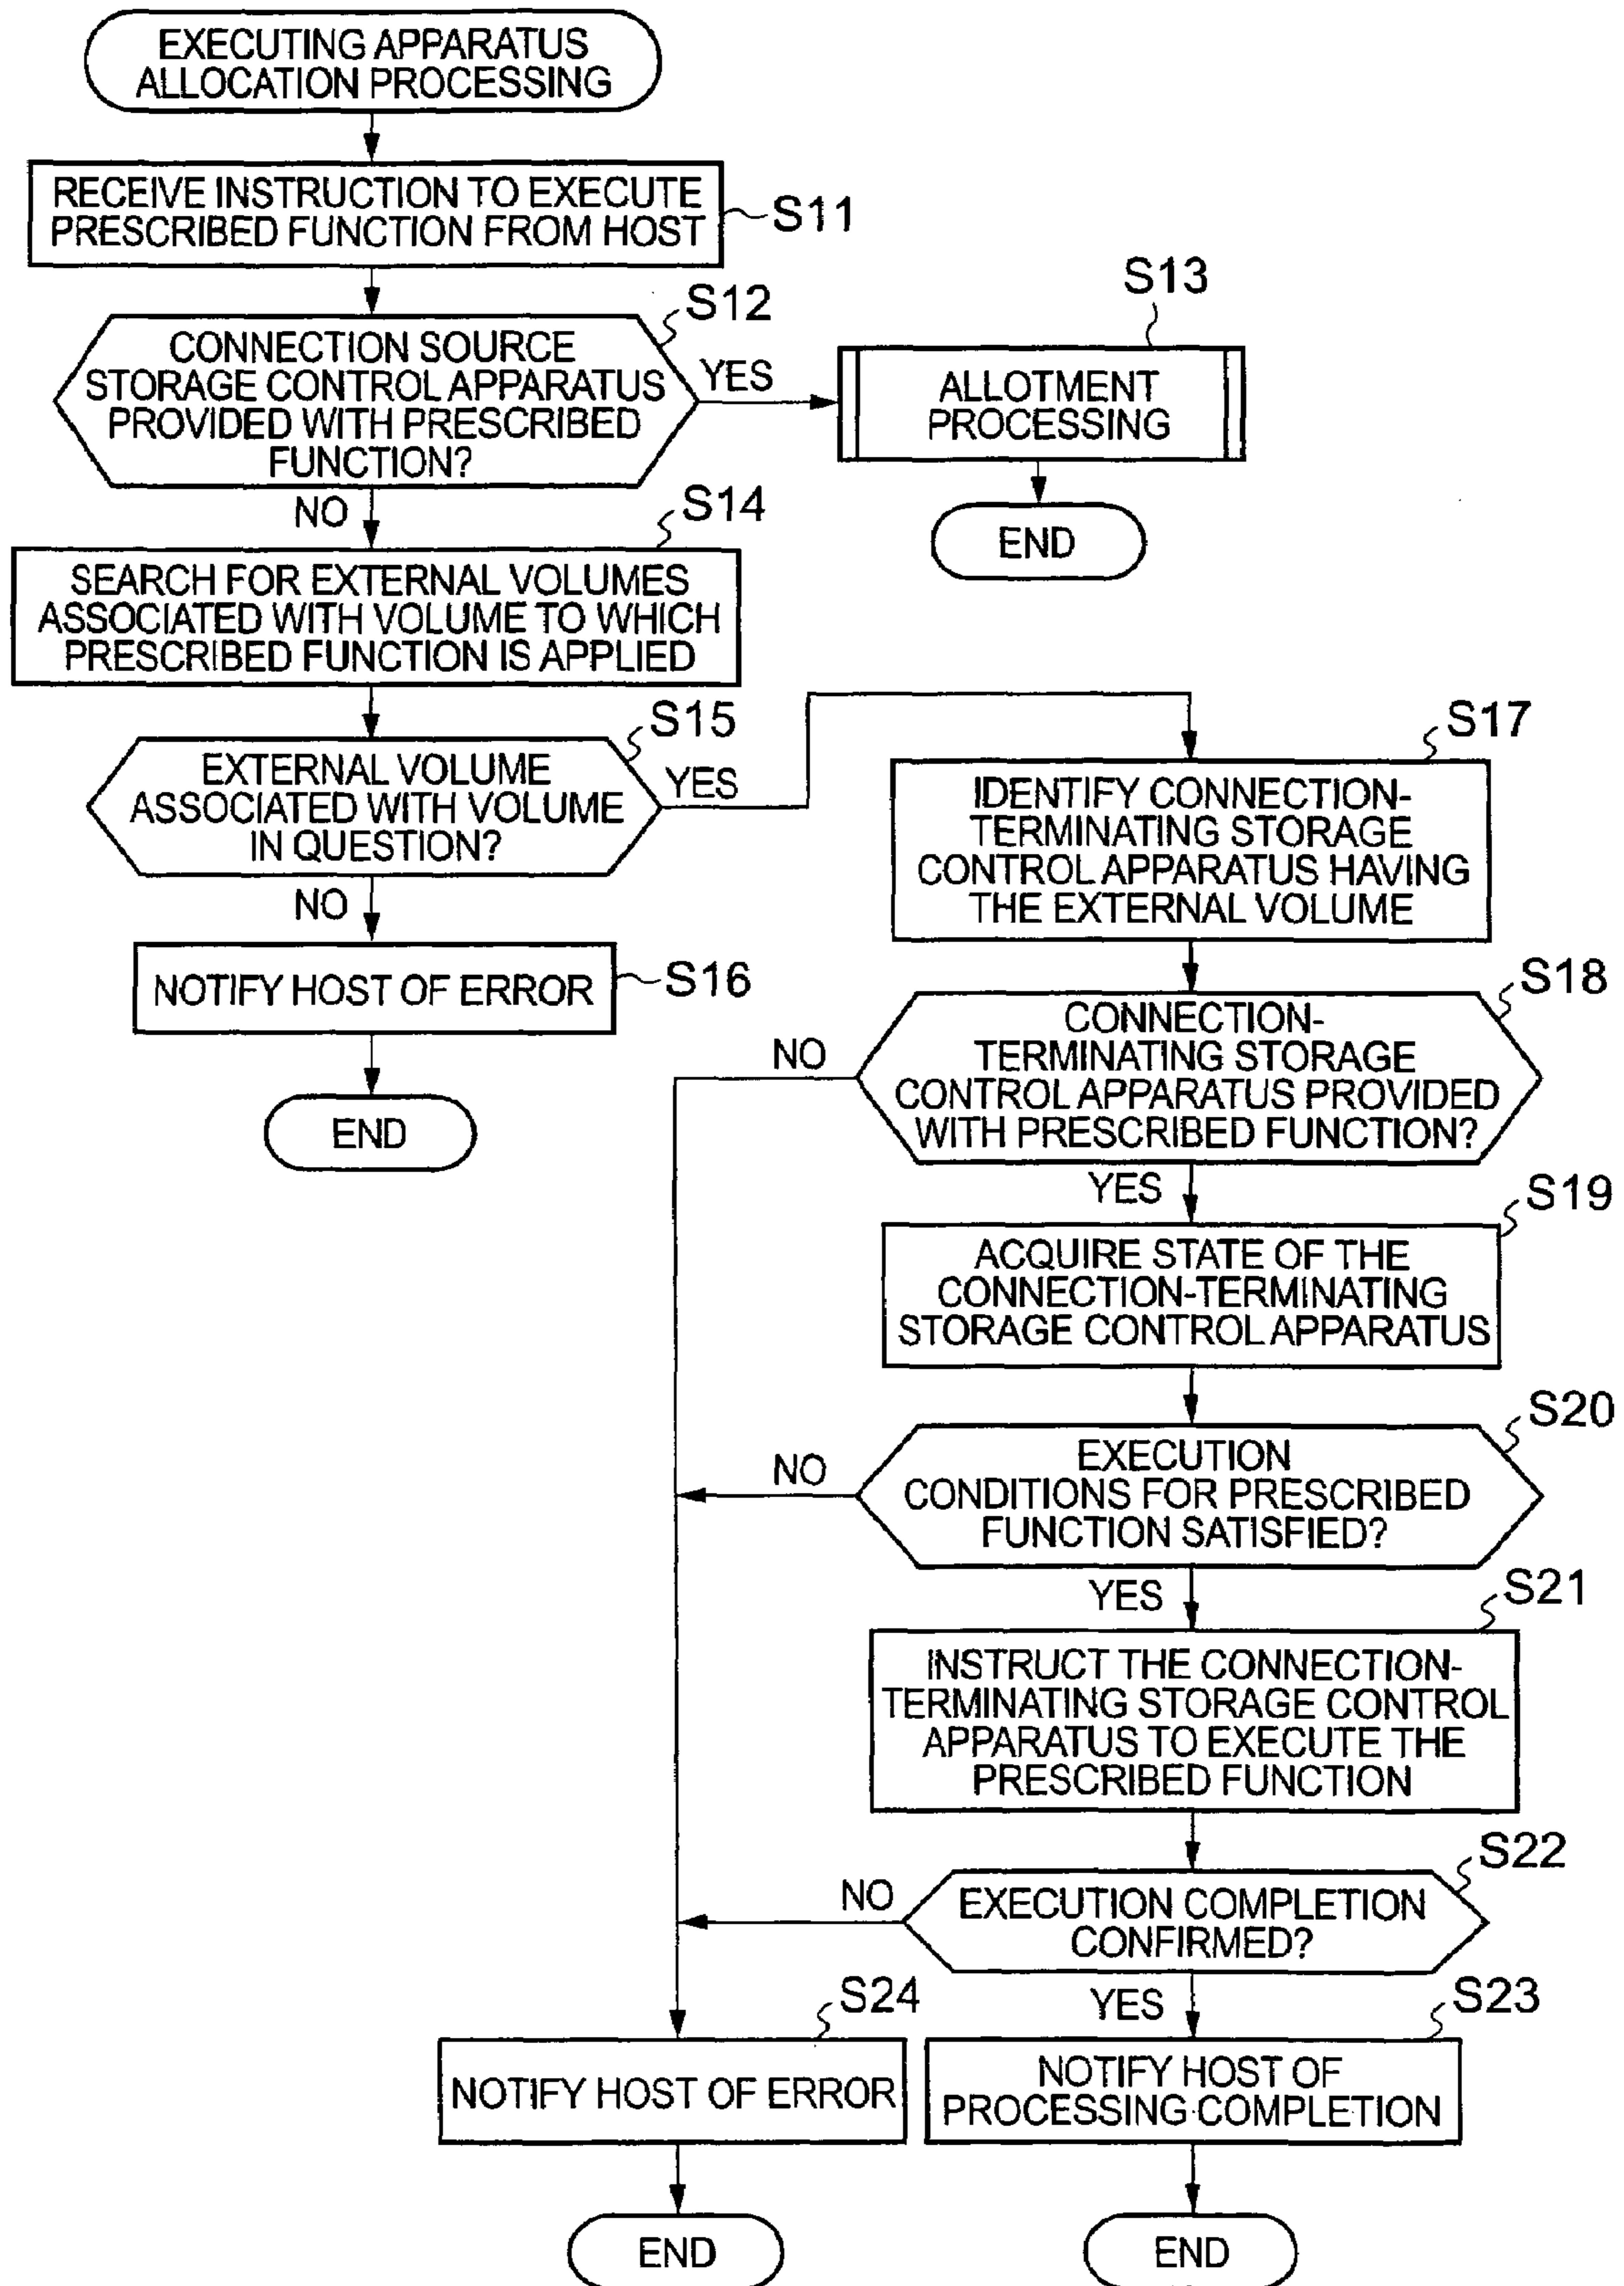 EXECUTING APPARATUS
ALLOCATION PROCESSING
RECEIVE INSTRUCTION TO EXECUTE
PRESCRIBED FUNCTION FROM HOST
S11
S12
CONNECTION SOURCE
STORAGE CONTROL APPARATUS
PROVIDED WITH PRESCRIBED
FUNCTION?
YES
S13
ALLOTMENT
PROCESSING
END
NO
S14
SEARCH FOR EXTERNAL VOLUMES
ASSOCIATED WITH VOLUME TO WHICH
PRESCRIBED FUNCTION IS APPLIED
S15
EXTERNAL VOLUME
ASSOCIATED WITH VOLUME
IN QUESTION?
YES
NO
NOTIFY HOST OF ERROR
S16
END
S17
IDENTIFY CONNECTION-
TERMINATING STORAGE
CONTROL APPARATUS HAVING
THE EXTERNAL VOLUME
S18
CONNECTION-
TERMINATING STORAGE
CONTROL APPARATUS PROVIDED
WITH PRESCRIBED FUNCTION?
NO
YES
S19
ACQUIRE STATE OF THE
CONNECTION-TERMINATING
STORAGE CONTROL APPARATUS
S20
EXECUTION
CONDITIONS FOR PRESCRIBED
FUNCTION SATISFIED?
NO
YES
S21
INSTRUCT THE CONNECTION-
TERMINATING STORAGE CONTROL
APPARATUS TO EXECUTE THE
PRESCRIBED FUNCTION
S22
EXECUTION COMPLETION
CONFIRMED?
NO
YES
S24
NOTIFY HOST OF ERROR
END
S23
NOTIFY HOST OF
PROCESSING COMPLETION
END